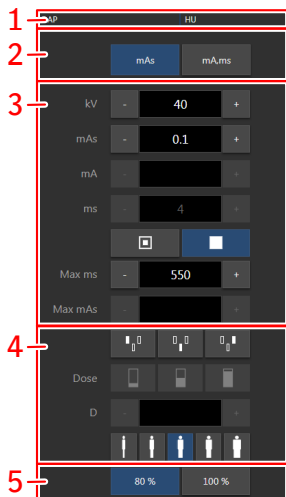 1 AP HU
2 mAs mA,ms
3
kV - 40 +
mAs - 0.1 +
mA - +
ms - 4 +
Max ms - 550 +
Max mAs - +
4
Dose
D - +
5 80 % 100 %